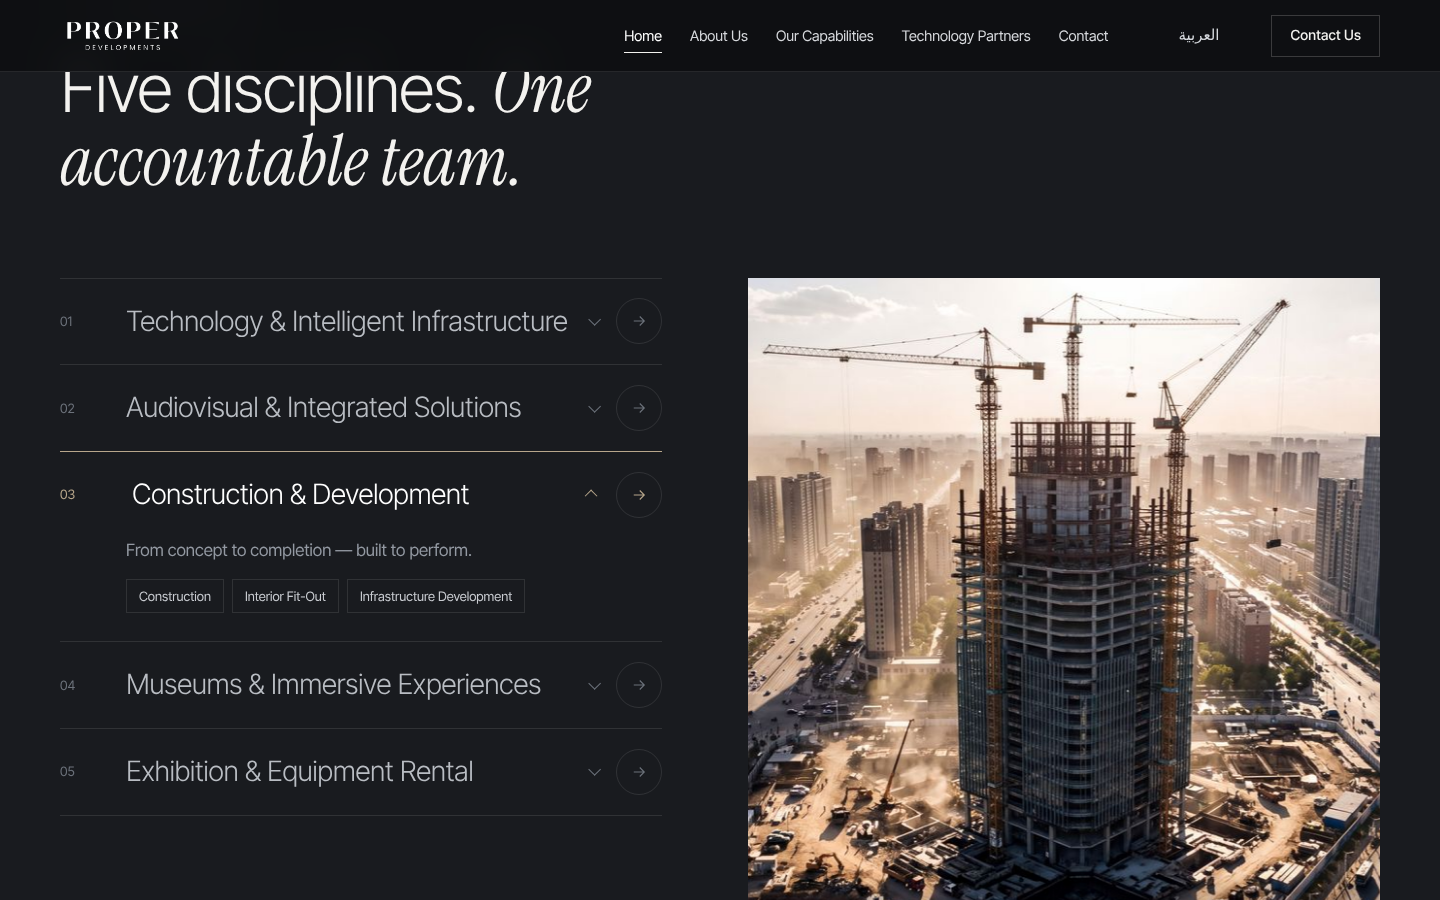 PROPER
DEVELOPMENTS
Home
About Us
Our Capabilities
Technology Partners
Contact
العربية
Contact Us
Five disciplines. One
accountable team.
01
Technology & Intelligent Infrastructure
02
Audiovisual & Integrated Solutions
03
Construction & Development
From concept to completion — built to perform.
Construction
Interior Fit-Out
Infrastructure Development
04
Museums & Immersive Experiences
05
Exhibition & Equipment Rental